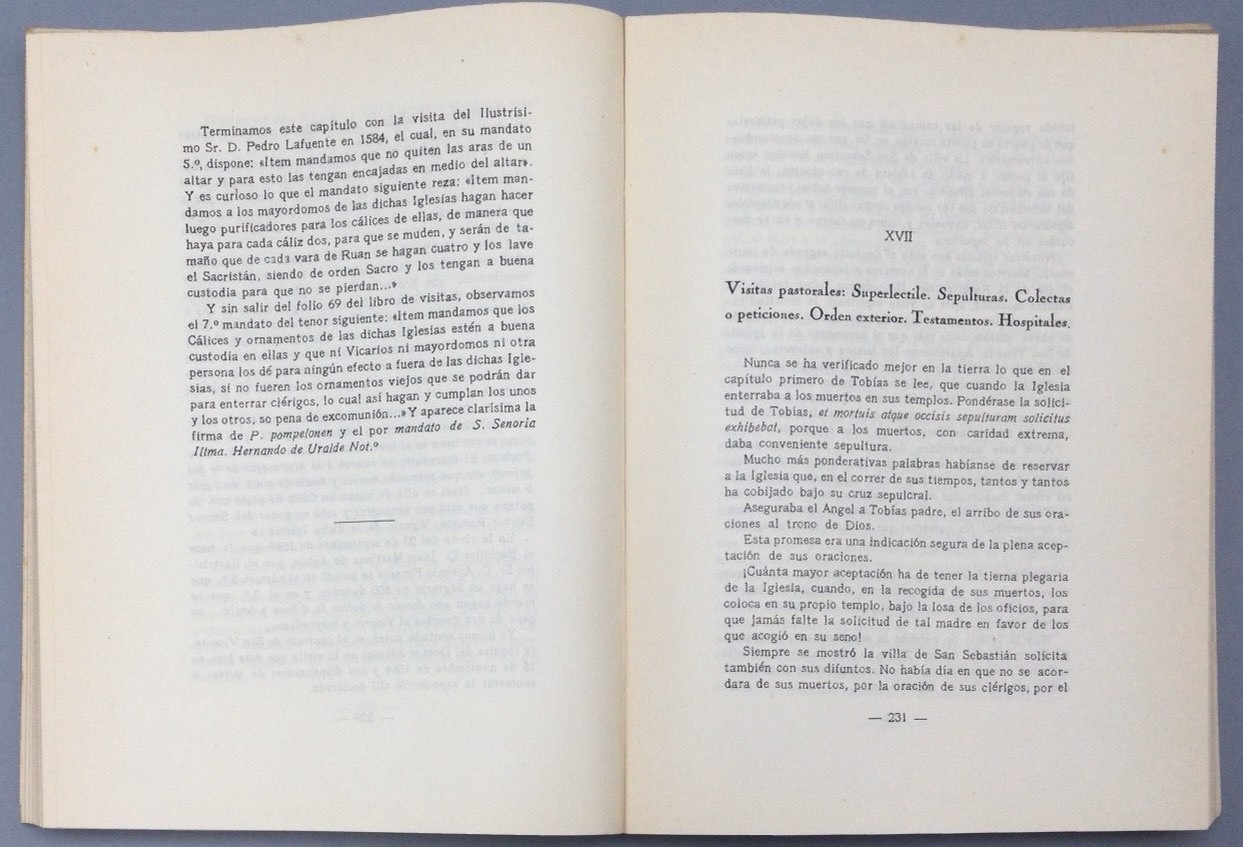 Terminamos este capítulo con la visita del Ilustrísi-
mo Sr. D. Pedro Lafuente en 1584, el cual, en su mandato
5.º, dispone: «Item mandamos que no quiten las aras de un
altar y para esto las tengan encajadas en medio del altar».
Y es curioso lo que el mandato siguiente reza: «Item man-
damos a los mayordomos de las dichas Iglesias hagan hacer
luego purificadores para los cálices de ellas, de manera que
haya para cada cáliz dos, para que se muden, y serán de ta-
maño que de cada vara de Ruan se hagan cuatro y los lave
el Sacristán, siendo de orden Sacro y los tengan a buena
custodia para que no se pierdan...»
Y sin salir del folio 69 del libro de visitas, observamos
el 7.º mandato del tenor siguiente: «Item mandamos que los
Cálices y ornamentos de las dichas Iglesias estén a buena
custodia en ellas y que ni Vicarios ni mayordomos ni otra
persona los dé para ningún efecto a fuera de las dichas Igle-
sias, si no fueren los ornamentos viejos que se podrán dar
para enterrar clérigos, lo cual así hagan y cumplan los unos
y los otros, so pena de excomunión...»Y aparece clarísima la
firma de P. pompelonen y el por mandato de S. Senoria
Iltma. Hernando de Uralde Not.º
XVII
Visitas pastorales: Superlectile. Sepulturas. Colectas
o peticiones. Orden exterior. Testamentos. Hospitales.
Nunca se ha verificado mejor en la tierra lo que en el
capítulo primero de Tobías se lee, que cuando la Iglesia
enterraba a los muertos en sus templos. Pondérase la solici-
tud de Tobías, et mortuis atque occisis sepulturam solicitus
exhibebat, porque a los muertos, con caridad extrema,
daba conveniente sepultura.
Mucho más ponderativas palabras habíanse de reservar
a la Iglesia que, en el correr de sus tiempos, tantos y tantos
ha cobijado bajo su cruz sepulcral.
Aseguraba el Angel a Tobías padre, el arribo de sus ora-
ciones al trono de Dios.
Esta promesa era una indicación segura de la plena acep-
tación de sus oraciones.
¡Cuánta mayor aceptación ha de tener la tierna plegaria
de la Iglesia, cuando, en la recogida de sus muertos, los
coloca en su propio templo, bajo la losa de los oficios, para
que jamás falte la solicitud de tal madre en favor de los
que acogió en su seno!
Siempre se mostró la villa de San Sebastián solícita
también con sus difuntos. No había día en que no se acor-
dara de sus muertos, por la oración de sus clérigos, por el
— 231 —